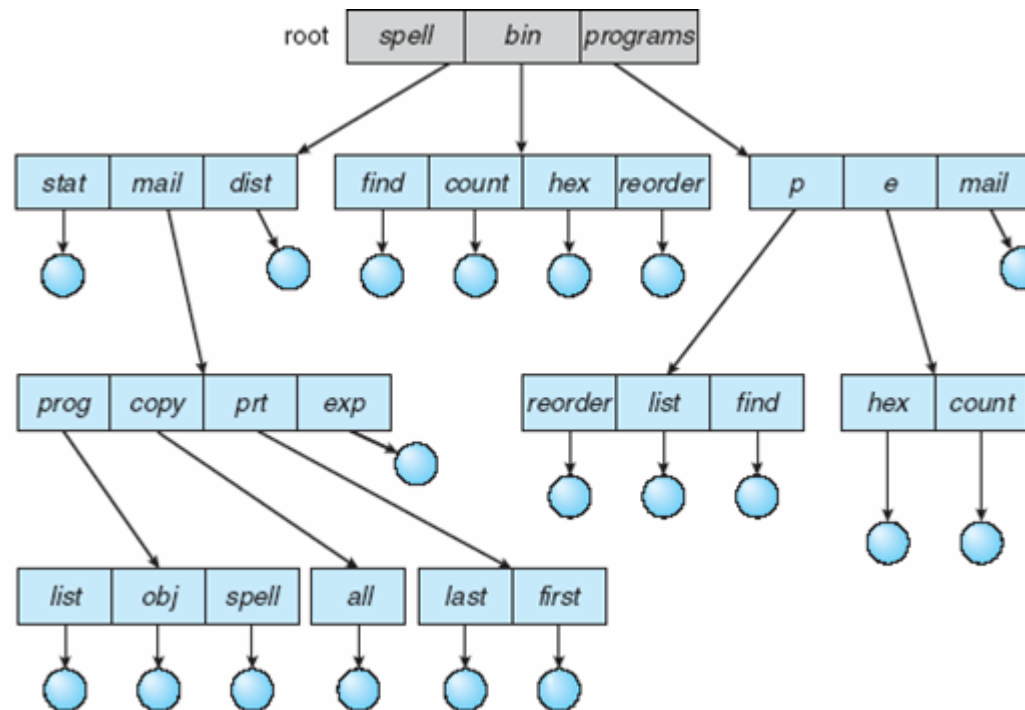 root spell bin programs
stat mail dist find count hex reorder p e mail
prog copy prt exp reorder list find hex count
list obj spell all last first